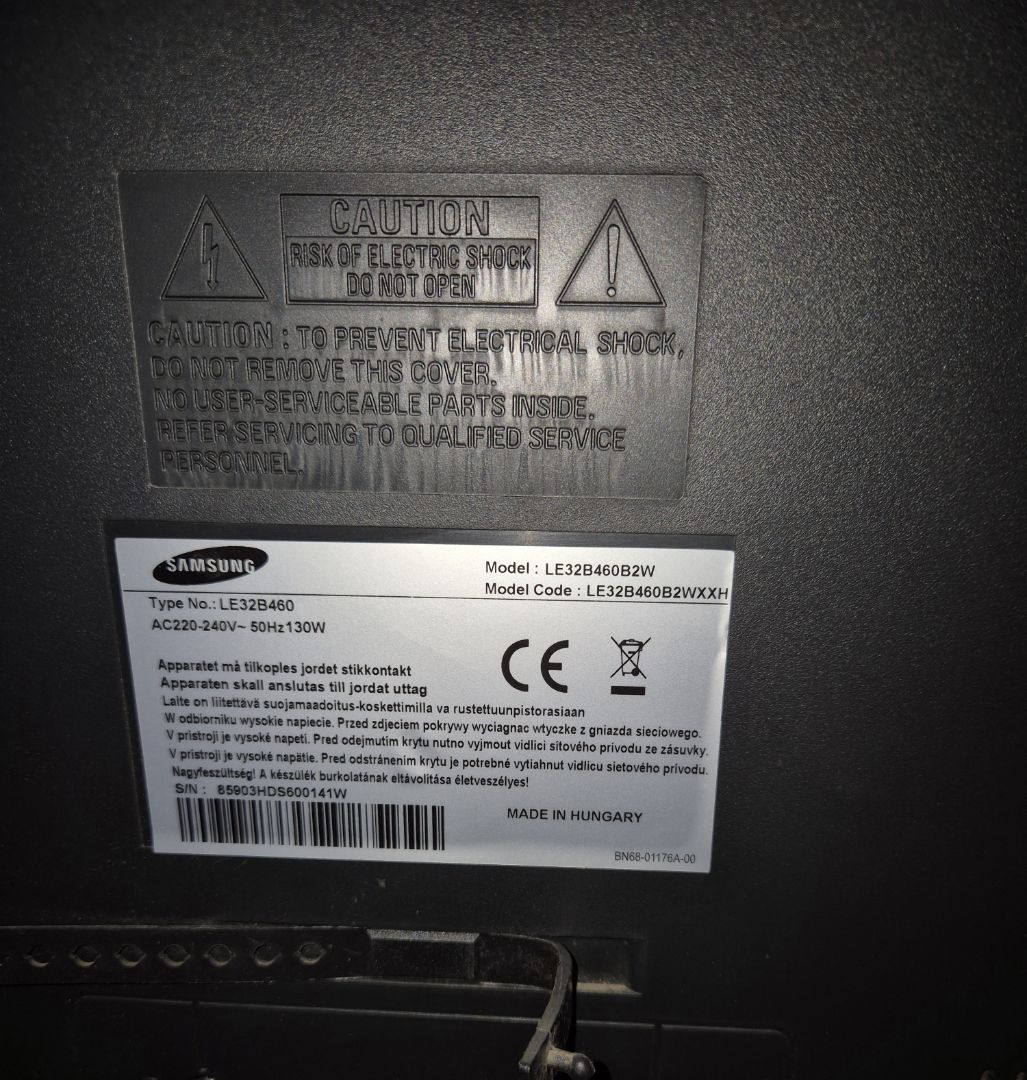 CAUTION
RISK OF ELECTRIC SHOCK
DO NOT OPEN
CAUTION : TO PREVENT ELECTRICAL SHOCK,
DO NOT REMOVE THIS COVER.
NO USER-SERVICEABLE PARTS INSIDE.
REFER SERVICING TO QUALIFIED SERVICE
PERSONNEL.
SAMSUNG
Model : LE32B460B2W
Model Code : LE32B460B2WXXH
Type No.: LE32B460
AC220-240V~ 50Hz 130W
CE
Apparatet må tilkoples jordet stikkontakt
Apparaten skall anslutas till jordat uttag
Laite on liitettävä suojamaadoitus-koskettimilla va rustettuunpistorasiaan
W odbiorniku wysokie napiecie. Przed zdjeciem pokrywy wyciagnac wtyczke z gniazda sieciowego.
V pristroji je vysoké napeti. Pred odejmutím krytu nutno vyjmout vidlici sitového prívodu ze zásuvky.
V pristroji je vysoké napätie. Pred odstránením krytu je potrebné vytiahnut vidlicu sietového prívodu.
Nagyfeszültség! A készülék burkolatának eltávolítása életveszélyes!
S/N : 85903HDS600141W
MADE IN HUNGARY
BN68-01176A-00